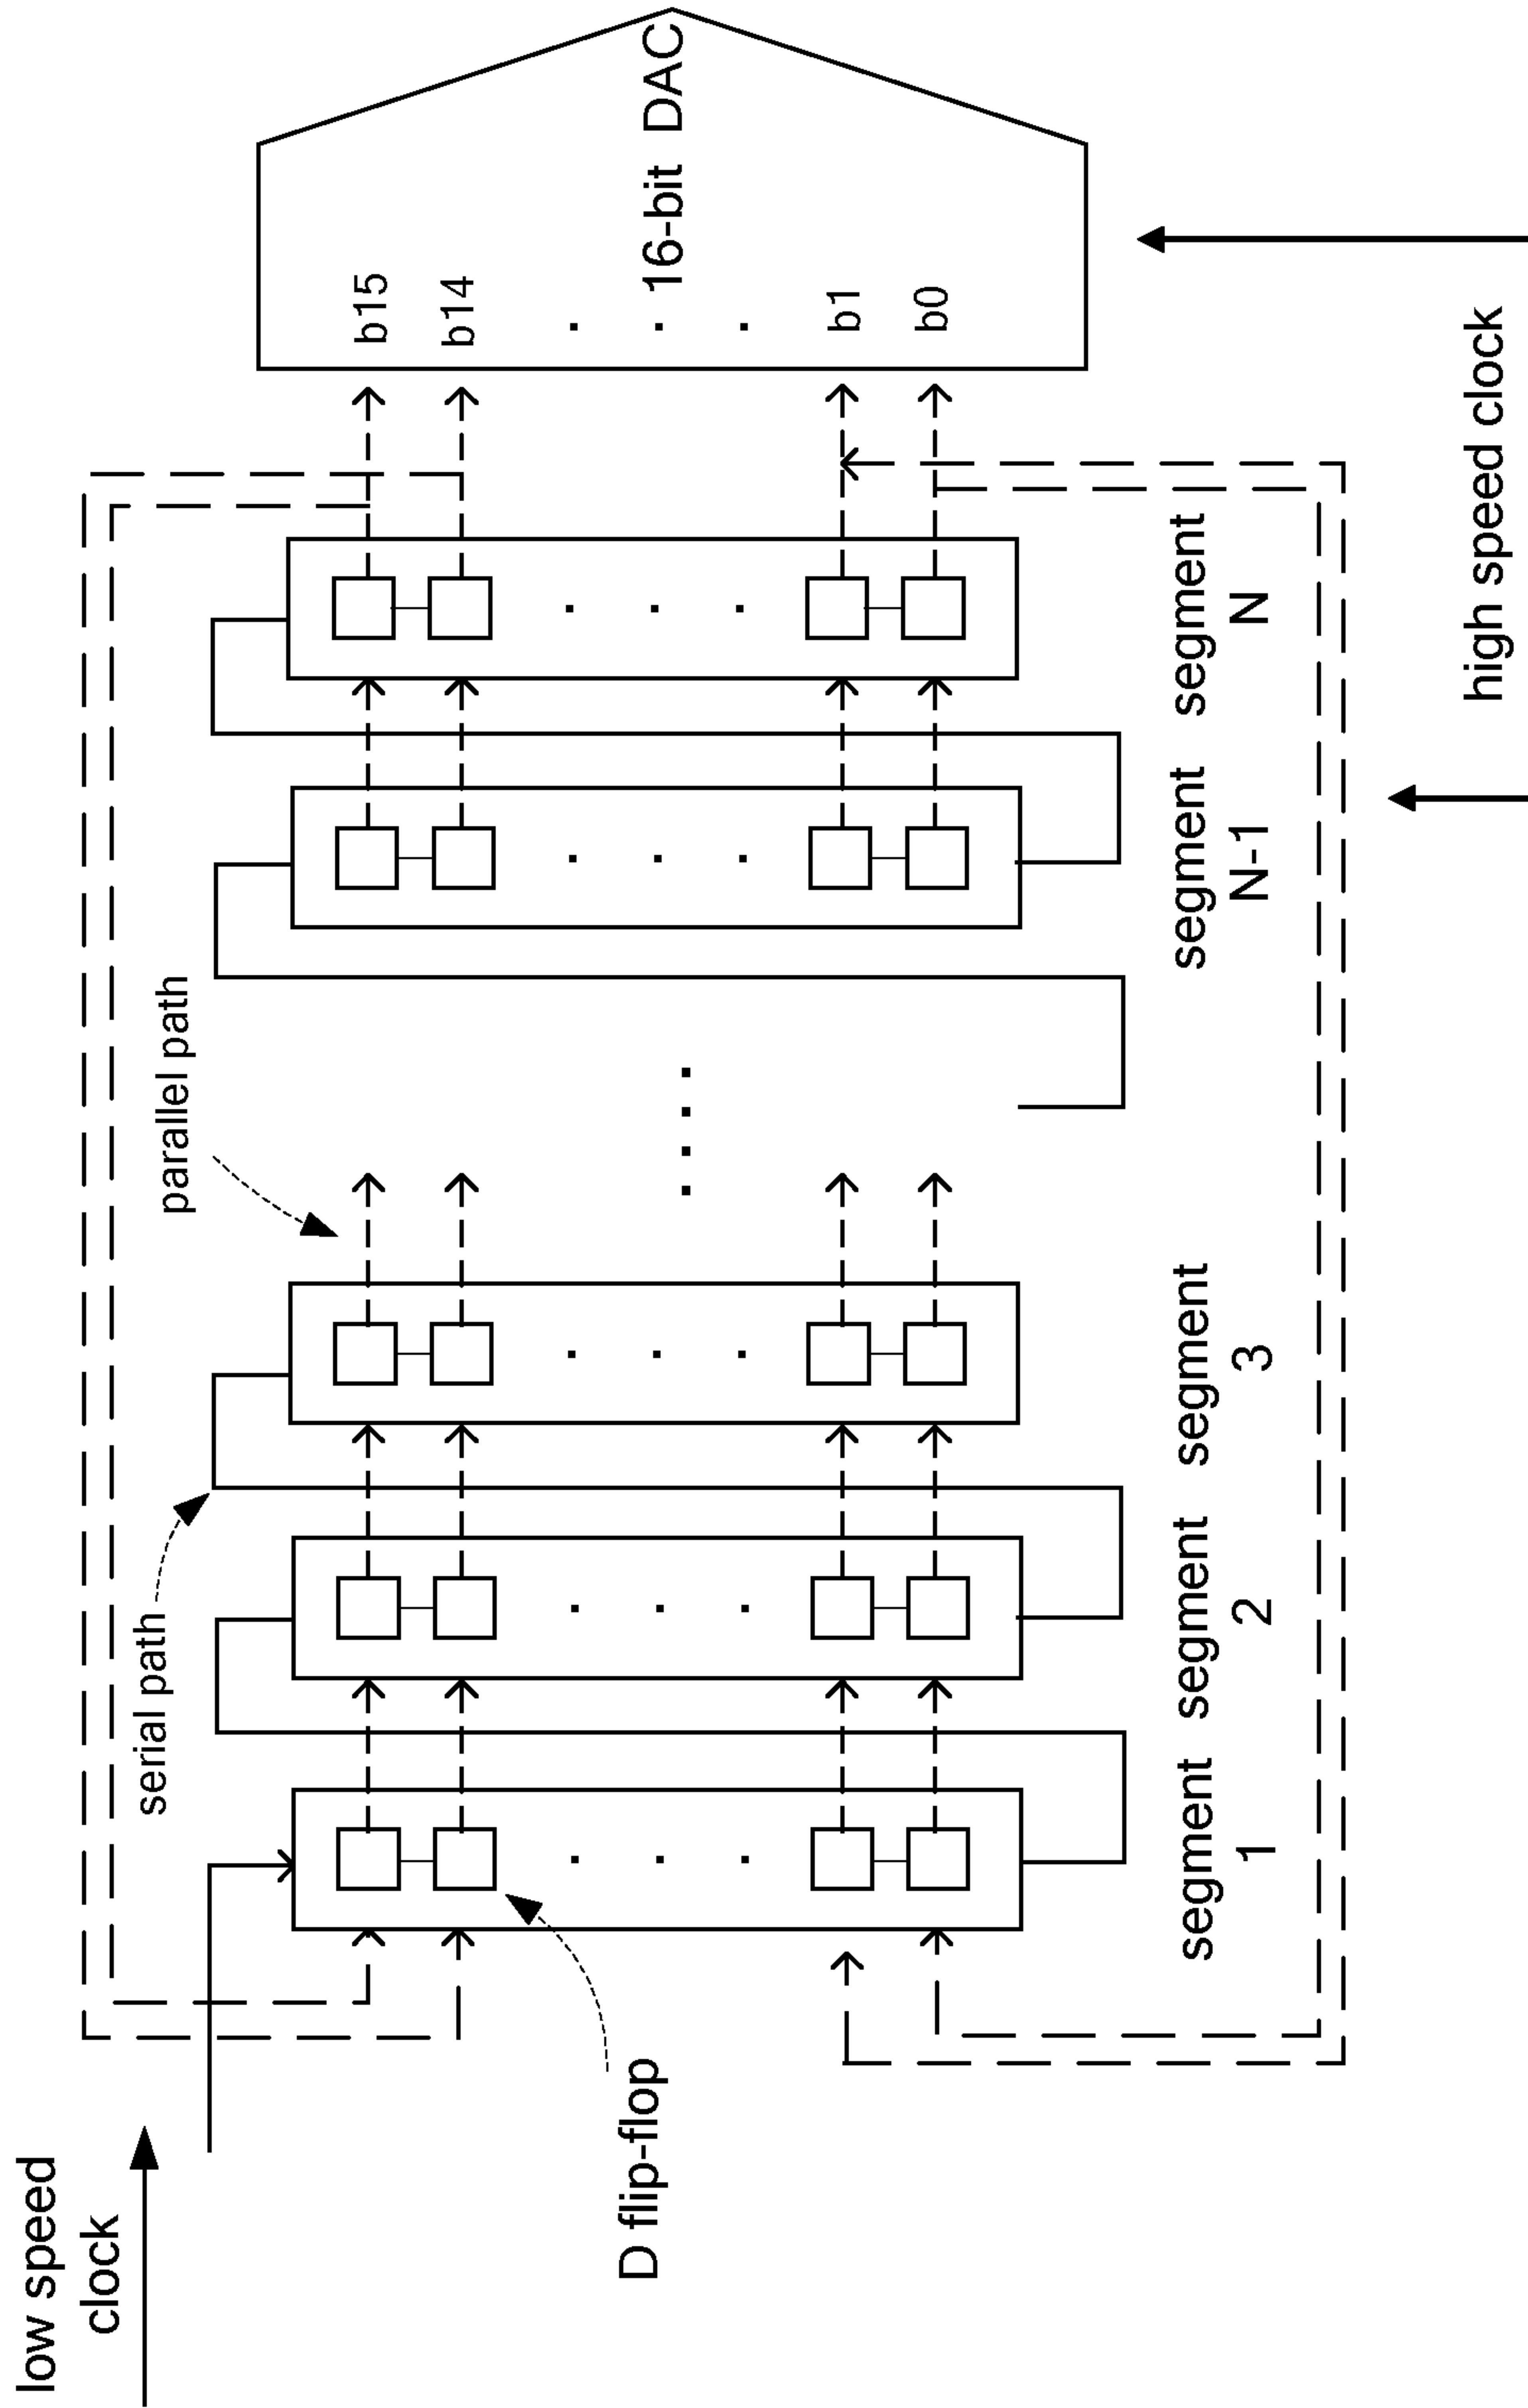 low speed
clock
serial path
parallel path
D flip-flop
b15
b14
16-bit DAC
b1
b0
segment
1
segment
2
segment
3
segment
N-1
segment
N
high speed clock